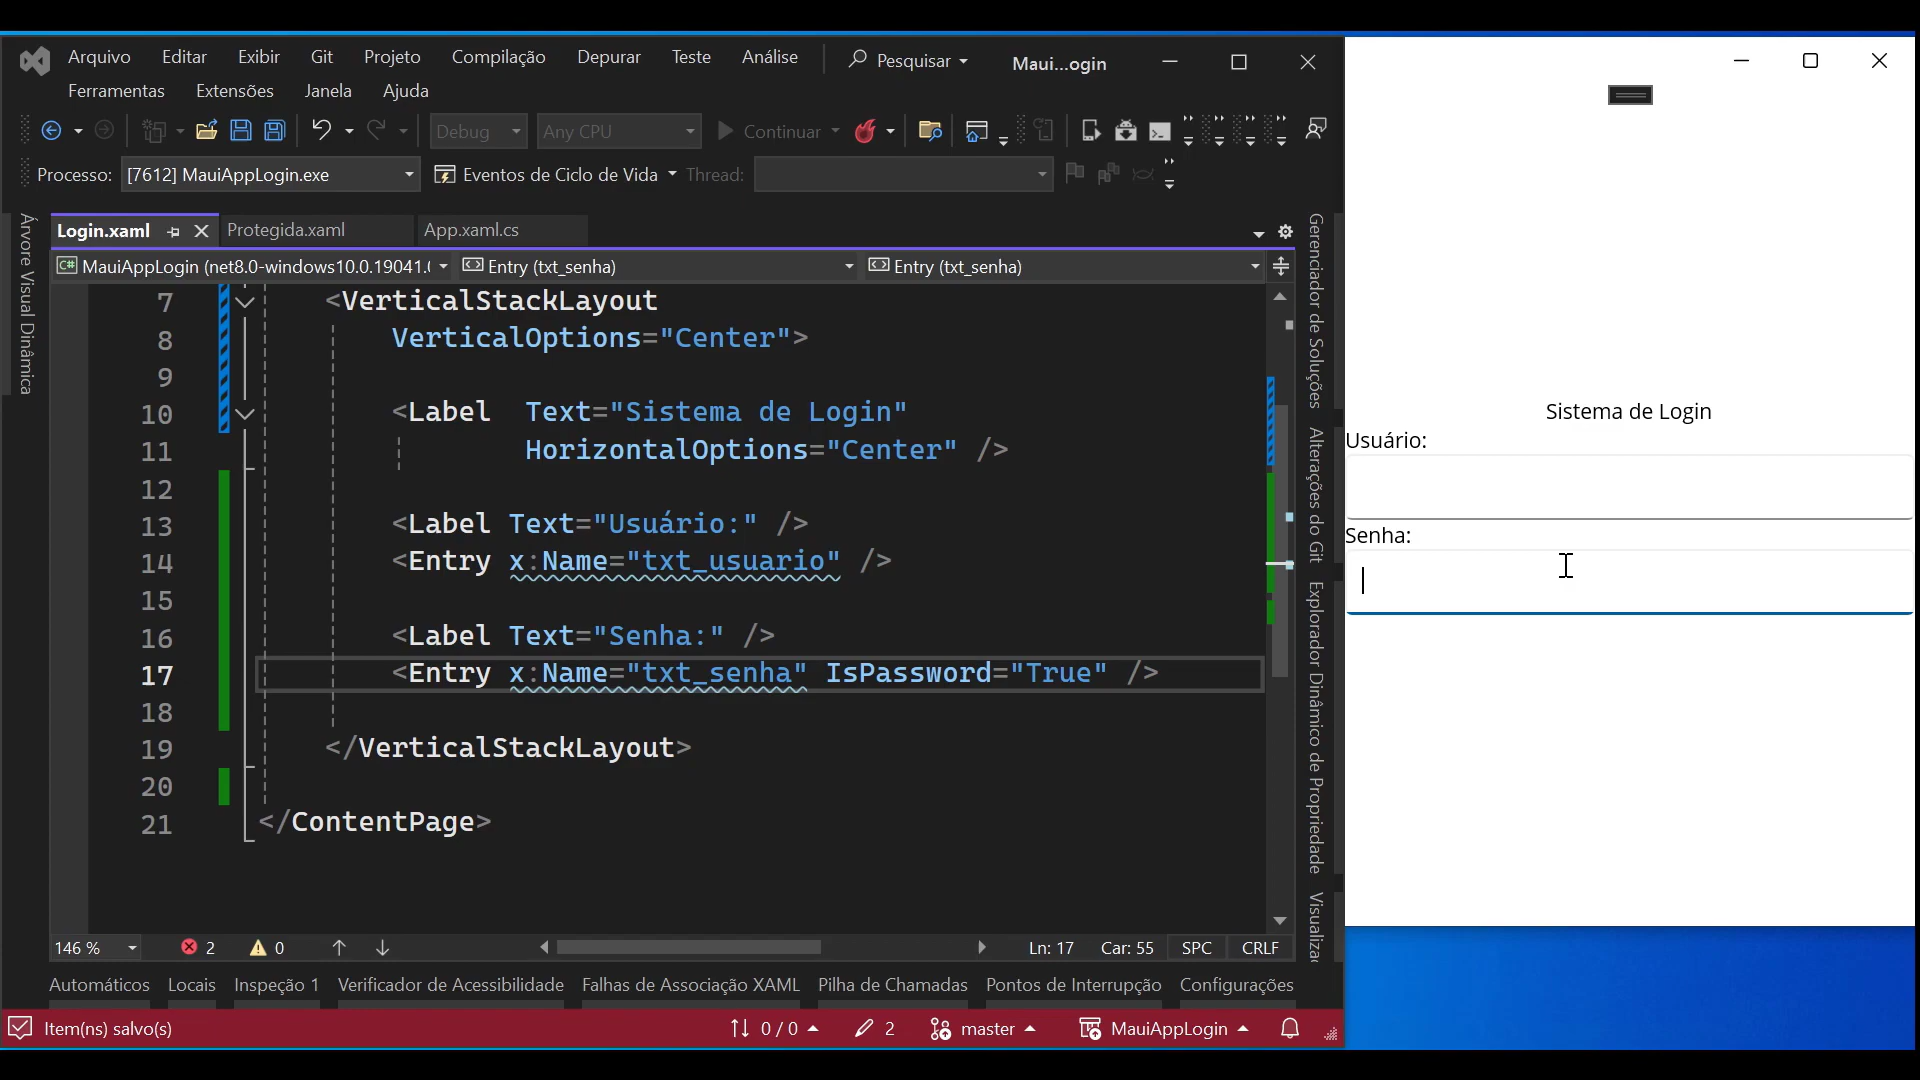 Arquivo Editar Exibir Git Projeto Compilação Depurar Teste Análise Pesquisar Maui...ogin
Ferramentas Extensões Janela Ajuda
Debug Any CPU Continuar
Processo: [7612] MauiAppLogin.exe Eventos de Ciclo de Vida Thread:
Login.xaml Protegida.xaml App.xaml.cs
MauiAppLogin (net8.0-windows10.0.19041.0 Entry (txt_senha) Entry (txt_senha)
Árvore Visual Dinâmica
7 <VerticalStackLayout
8 VerticalOptions="Center">
9
10 <Label Text="Sistema de Login"
11 HorizontalOptions="Center" />
12
13 <Label Text="Usuário:" />
14 <Entry x:Name="txt_usuario" />
15
16 <Label Text="Senha:" />
17 <Entry x:Name="txt_senha" IsPassword="True" />
18
19 </VerticalStackLayout>
20
21 </ContentPage>
Gerenciador de Soluções
Alterações do Git
Explorador Dinâmico de Propriedade
Visualiza
146 % 2 0 Ln: 17 Car: 55 SPC CRLF
Automáticos Locais Inspeção 1 Verificador de Acessibilidade Falhas de Associação XAML Pilha de Chamadas Pontos de Interrupção Configurações
Item(ns) salvo(s) 0 / 0 2 master MauiAppLogin
Sistema de Login
Usuário:
Senha: